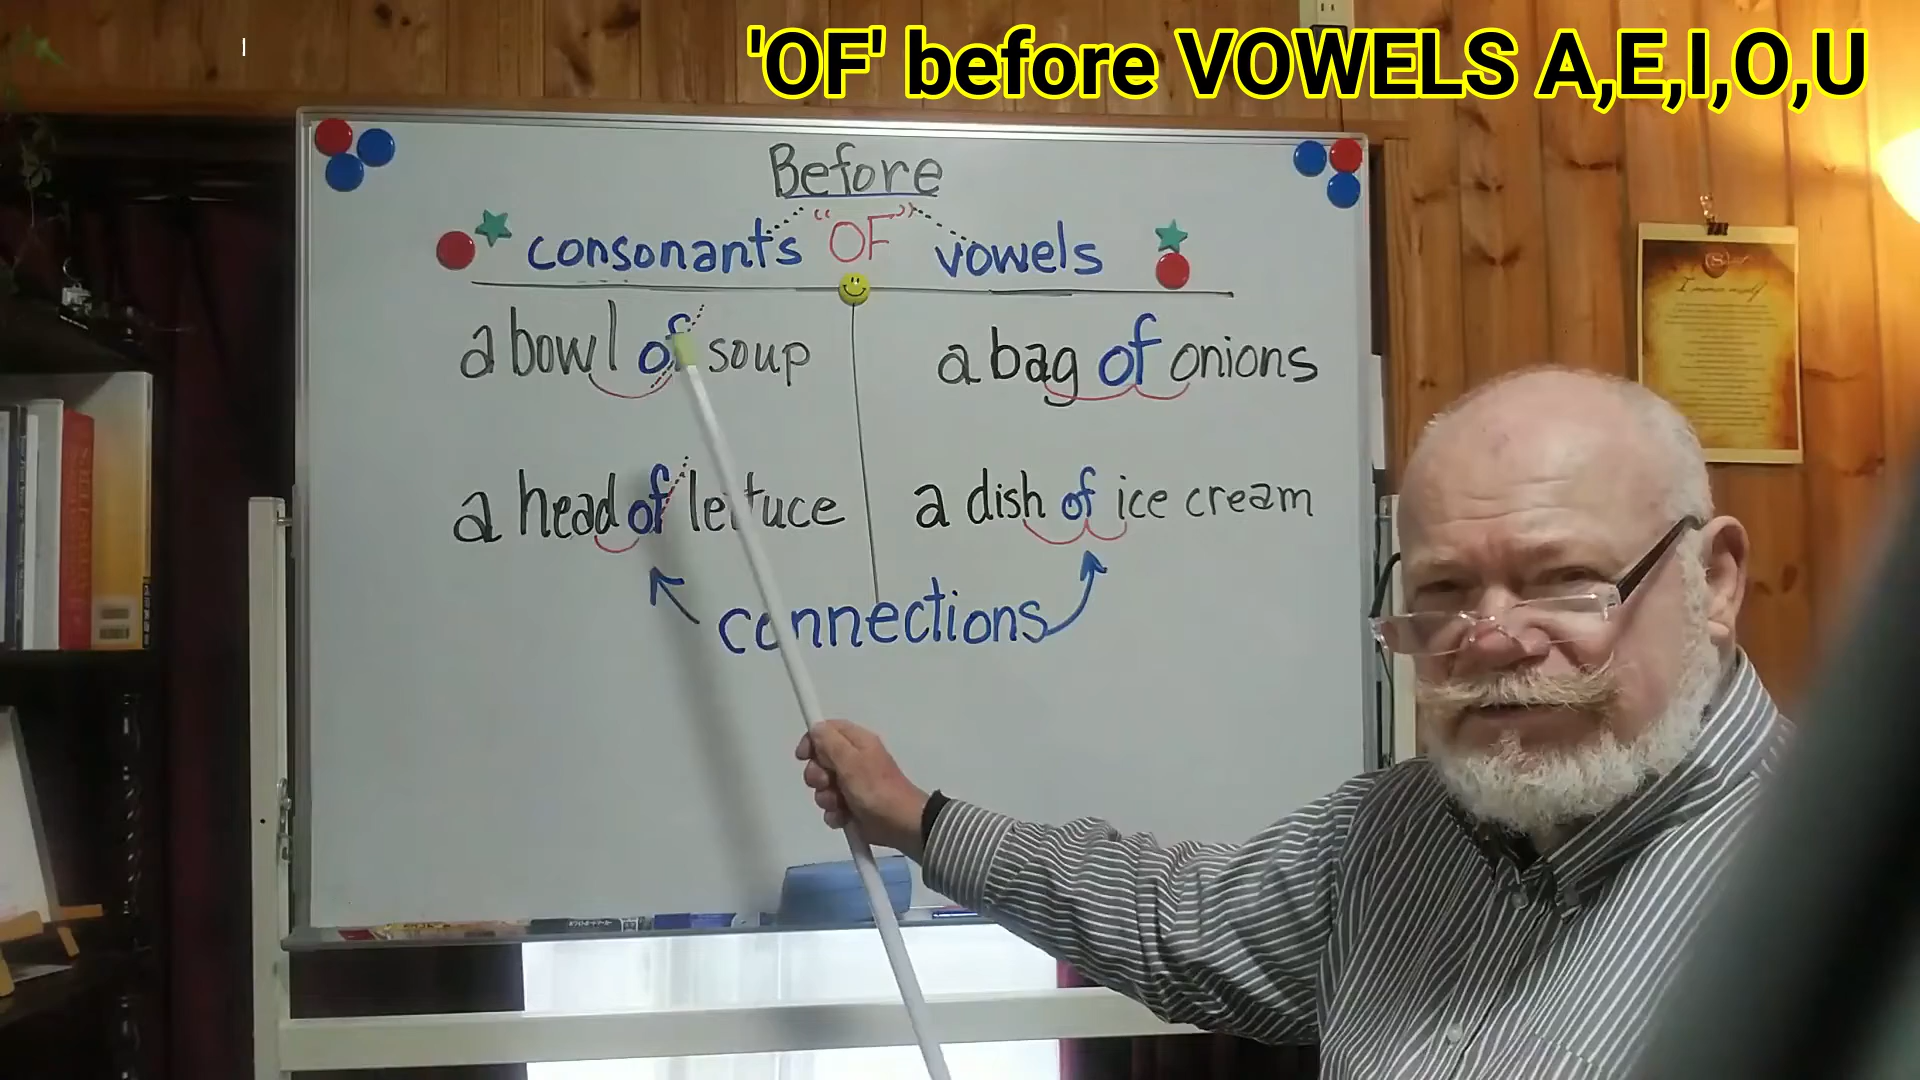 'OF' before VOWELS A,E,I,O,U
Before
consonants "OF" vowels
a bowl of soup
a bag of onions
a head of lettuce
a dish of ice cream
connections